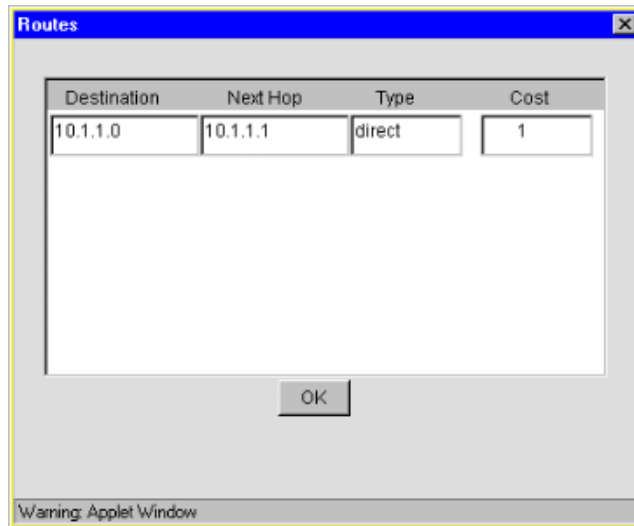 Routes
Destination Next Hop Type Cost
10.1.1.0 10.1.1.1 direct 1
OK
Warning: Applet Window